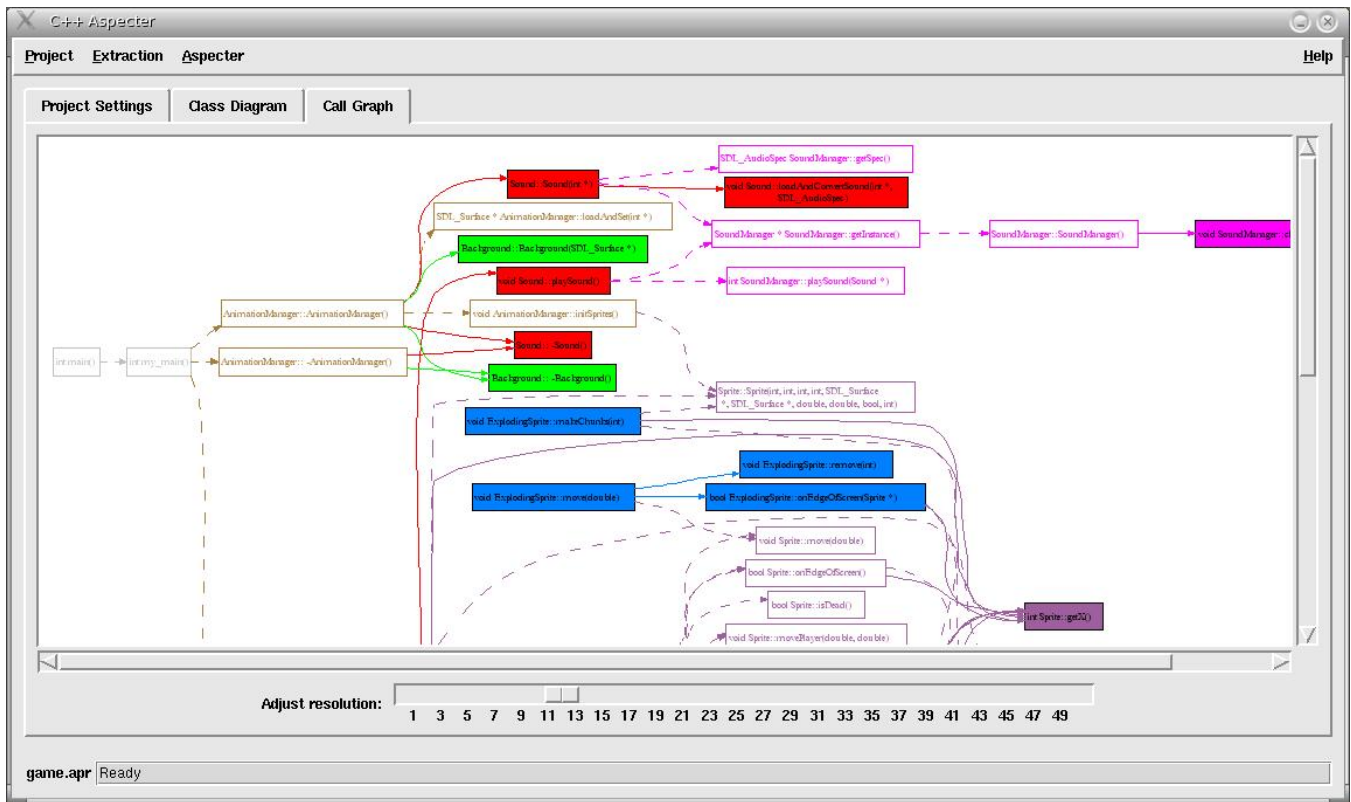 C++ Aspecter
Project Extraction Aspecter Help
Project Settings Class Diagram Call Graph
SDL_AudioSpec SoundManager::getSpec()
Sound::Sound(int *)
void Sound::loadAndConvertSound(int *,
SDL_AudioSpec)
SDL_Surface * AnimationManager::loadAndSet(int *)
SoundManager * SoundManager::getInstance()
SoundManager::SoundManager()
void SoundManager::
Background::Background(SDL_Surface *)
void Sound::playSound()
int SoundManager::playSound(Sound *)
AnimationManager::AnimationManager()
void AnimationManager::initSprites()
Sound::~Sound()
int main()
int my_main()
AnimationManager::~AnimationManager()
Background::~Background()
Sprite::Sprite(int, int, int, int, SDL_Surface
*, SDL_Surface *, double, double, bool, int)
void ExplodingSprite::makeChunks(int)
void ExplodingSprite::remove(int)
void ExplodingSprite::move(double)
bool ExplodingSprite::onEdgeOfScreen(Sprite *)
void Sprite::move(double)
bool Sprite::onEdgeOfScreen()
bool Sprite::isDead()
int Sprite::getX()
void Sprite::movePlayer(double, double)
Adjust resolution:
1 3 5 7 9 11 13 15 17 19 21 23 25 27 29 31 33 35 37 39 41 43 45 47 49
game.apr Ready